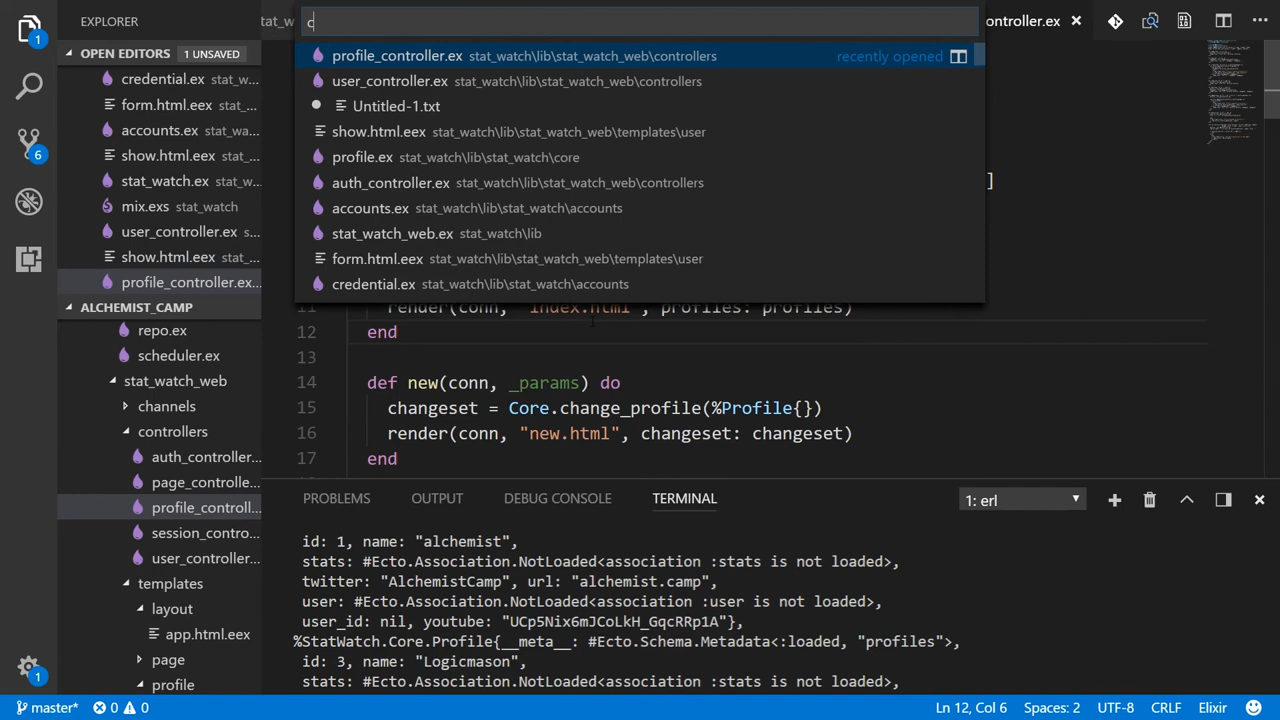 EXPLORER
OPEN EDITORS 1 UNSAVED
credential.ex stat_w...
form.html.eex stat_...
accounts.ex stat_wa...
show.html.eex stat_...
stat_watch.ex stat_w...
mix.exs stat_watch
user_controller.ex s...
show.html.eex stat_...
profile_controller.ex...
ALCHEMIST_CAMP
repo.ex
scheduler.ex
stat_watch_web
channels
controllers
auth_controller...
page_controlle...
profile_controll...
session_contro...
user_controller...
templates
layout
app.html.eex
page
profile
1
6
1
stat_w
ontroller.ex
c
profile_controller.ex stat_watch\lib\stat_watch_web\controllers recently opened
user_controller.ex stat_watch\lib\stat_watch_web\controllers
Untitled-1.txt
show.html.eex stat_watch\lib\stat_watch_web\templates\user
profile.ex stat_watch\lib\stat_watch\core
auth_controller.ex stat_watch\lib\stat_watch_web\controllers
accounts.ex stat_watch\lib\stat_watch\accounts
stat_watch_web.ex stat_watch\lib
form.html.eex stat_watch\lib\stat_watch_web\templates\user
credential.ex stat_watch\lib\stat_watch\accounts
]
11 render(conn, "index.html", profiles: profiles)
12 end
13
14 def new(conn, _params) do
15 changeset = Core.change_profile(%Profile{})
16 render(conn, "new.html", changeset: changeset)
17 end
PROBLEMS OUTPUT DEBUG CONSOLE TERMINAL 1: erl
id: 1, name: "alchemist",
stats: #Ecto.Association.NotLoaded<association :stats is not loaded>,
twitter: "AlchemistCamp", url: "alchemist.camp",
user: #Ecto.Association.NotLoaded<association :user is not loaded>,
user_id: nil, youtube: "UCp5Nix6mJCoLkH_GqcRRp1A"},
%StatWatch.Core.Profile{__meta__: #Ecto.Schema.Metadata<:loaded, "profiles">,
id: 3, name: "Logicmason",
stats: #Ecto.Association.NotLoaded<association :stats is not loaded>,
master* 0 0 Ln 12, Col 6 Spaces: 2 UTF-8 CRLF Elixir